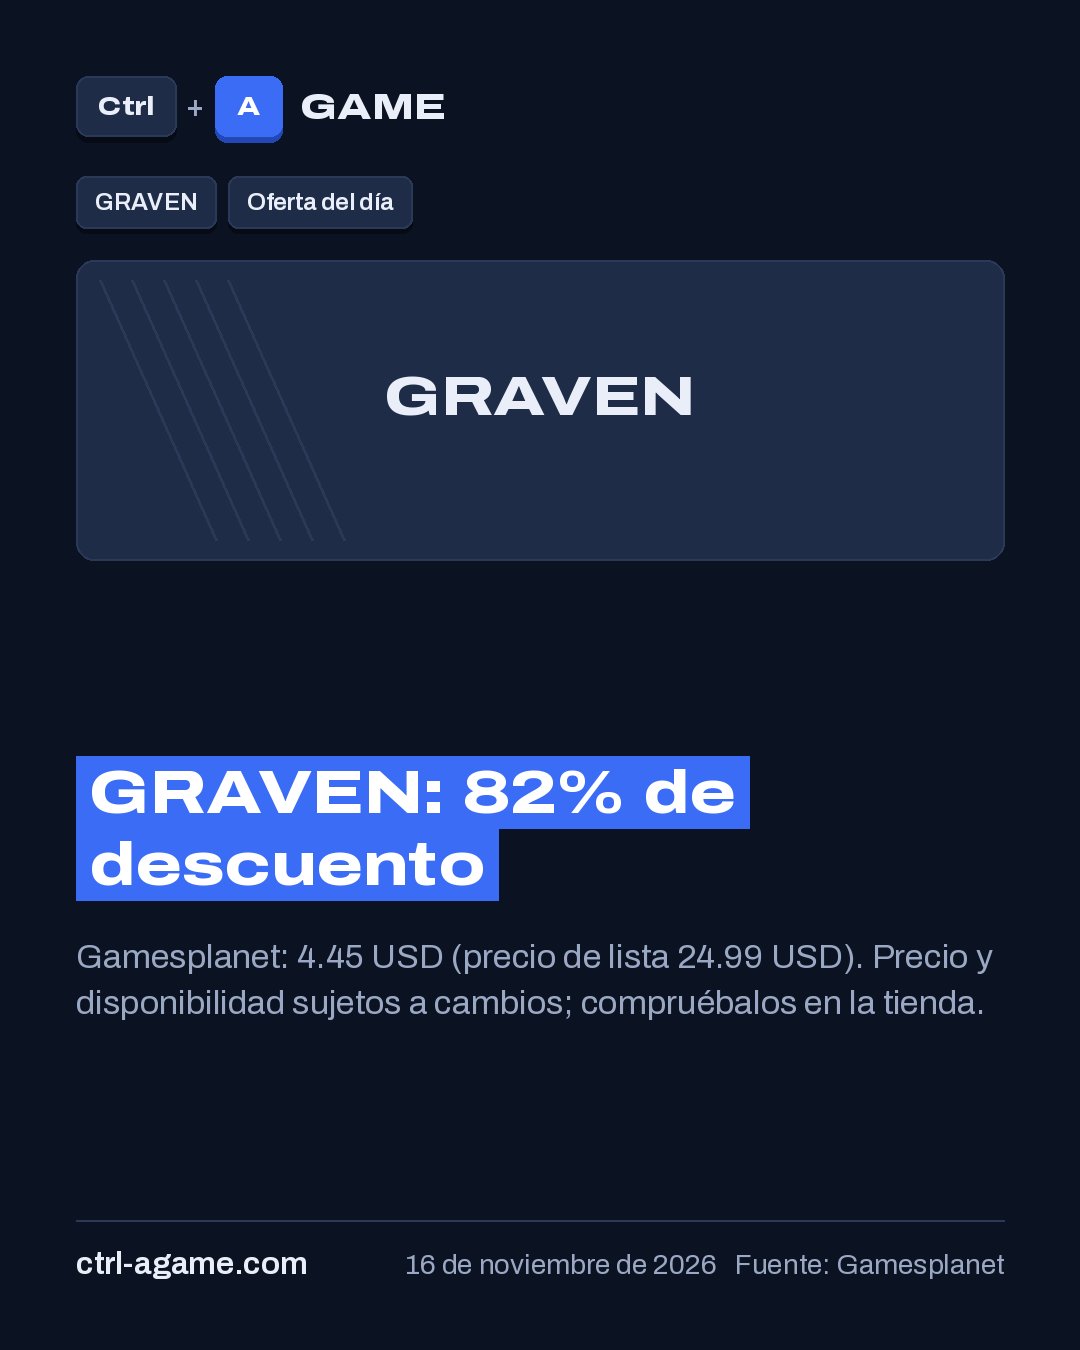 Ctrl + A GAME
GRAVEN Oferta del día
GRAVEN
GRAVEN: 82% de
descuento
Gamesplanet: 4.45 USD (precio de lista 24.99 USD). Precio y
disponibilidad sujetos a cambios; compruébalos en la tienda.
ctrl-agame.com 16 de noviembre de 2026 Fuente: Gamesplanet